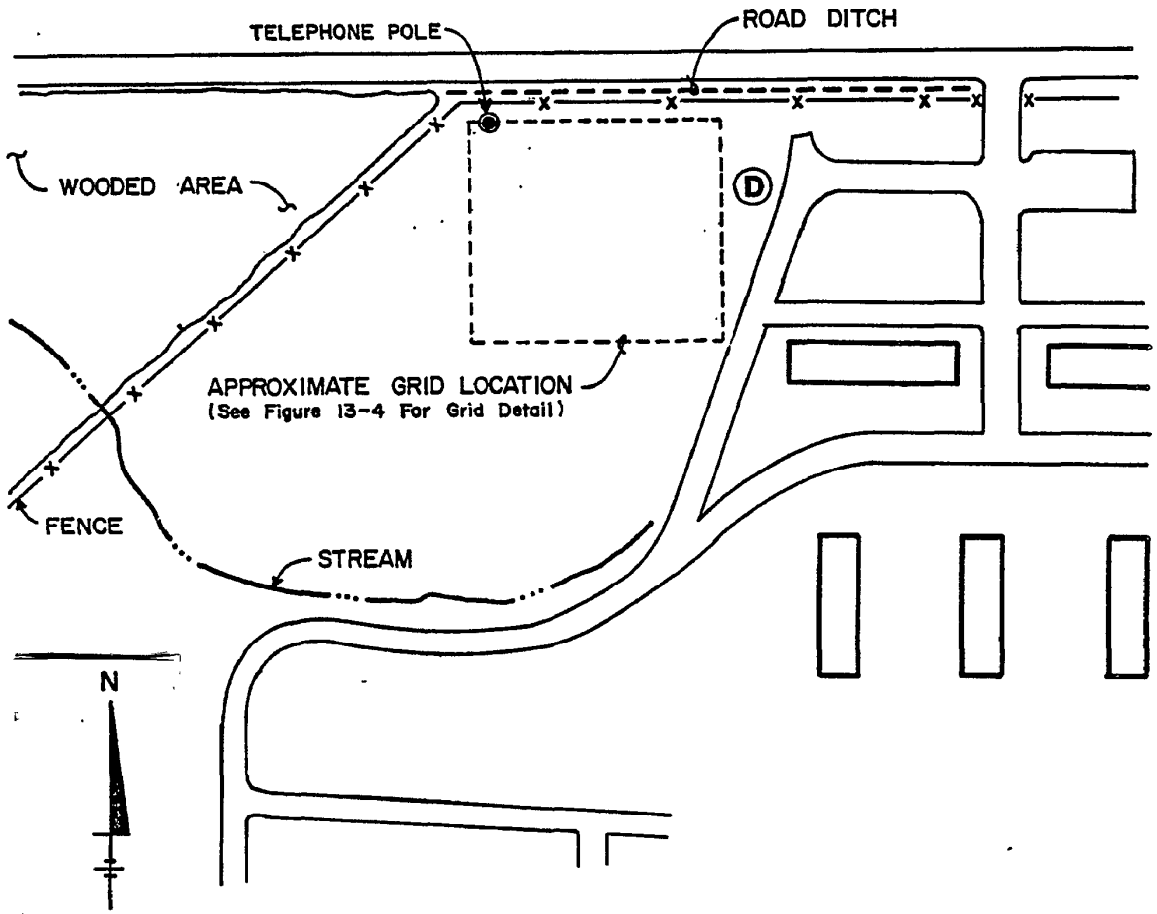 ROAD DITCH
TELEPHONE POLE
WOODED AREA
D
APPROXIMATE GRID LOCATION
(See Figure 13-4 For Grid Detail)
FENCE
STREAM
N